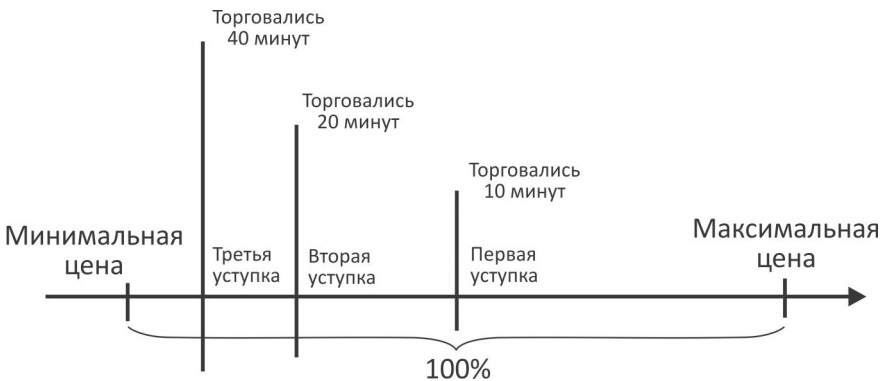 Торговались
40 минут
Торговались
20 минут
Торговались
10 минут
Минимальная
цена
Третья
уступка
Вторая
уступка
Первая
уступка
Максимальная
цена
100%